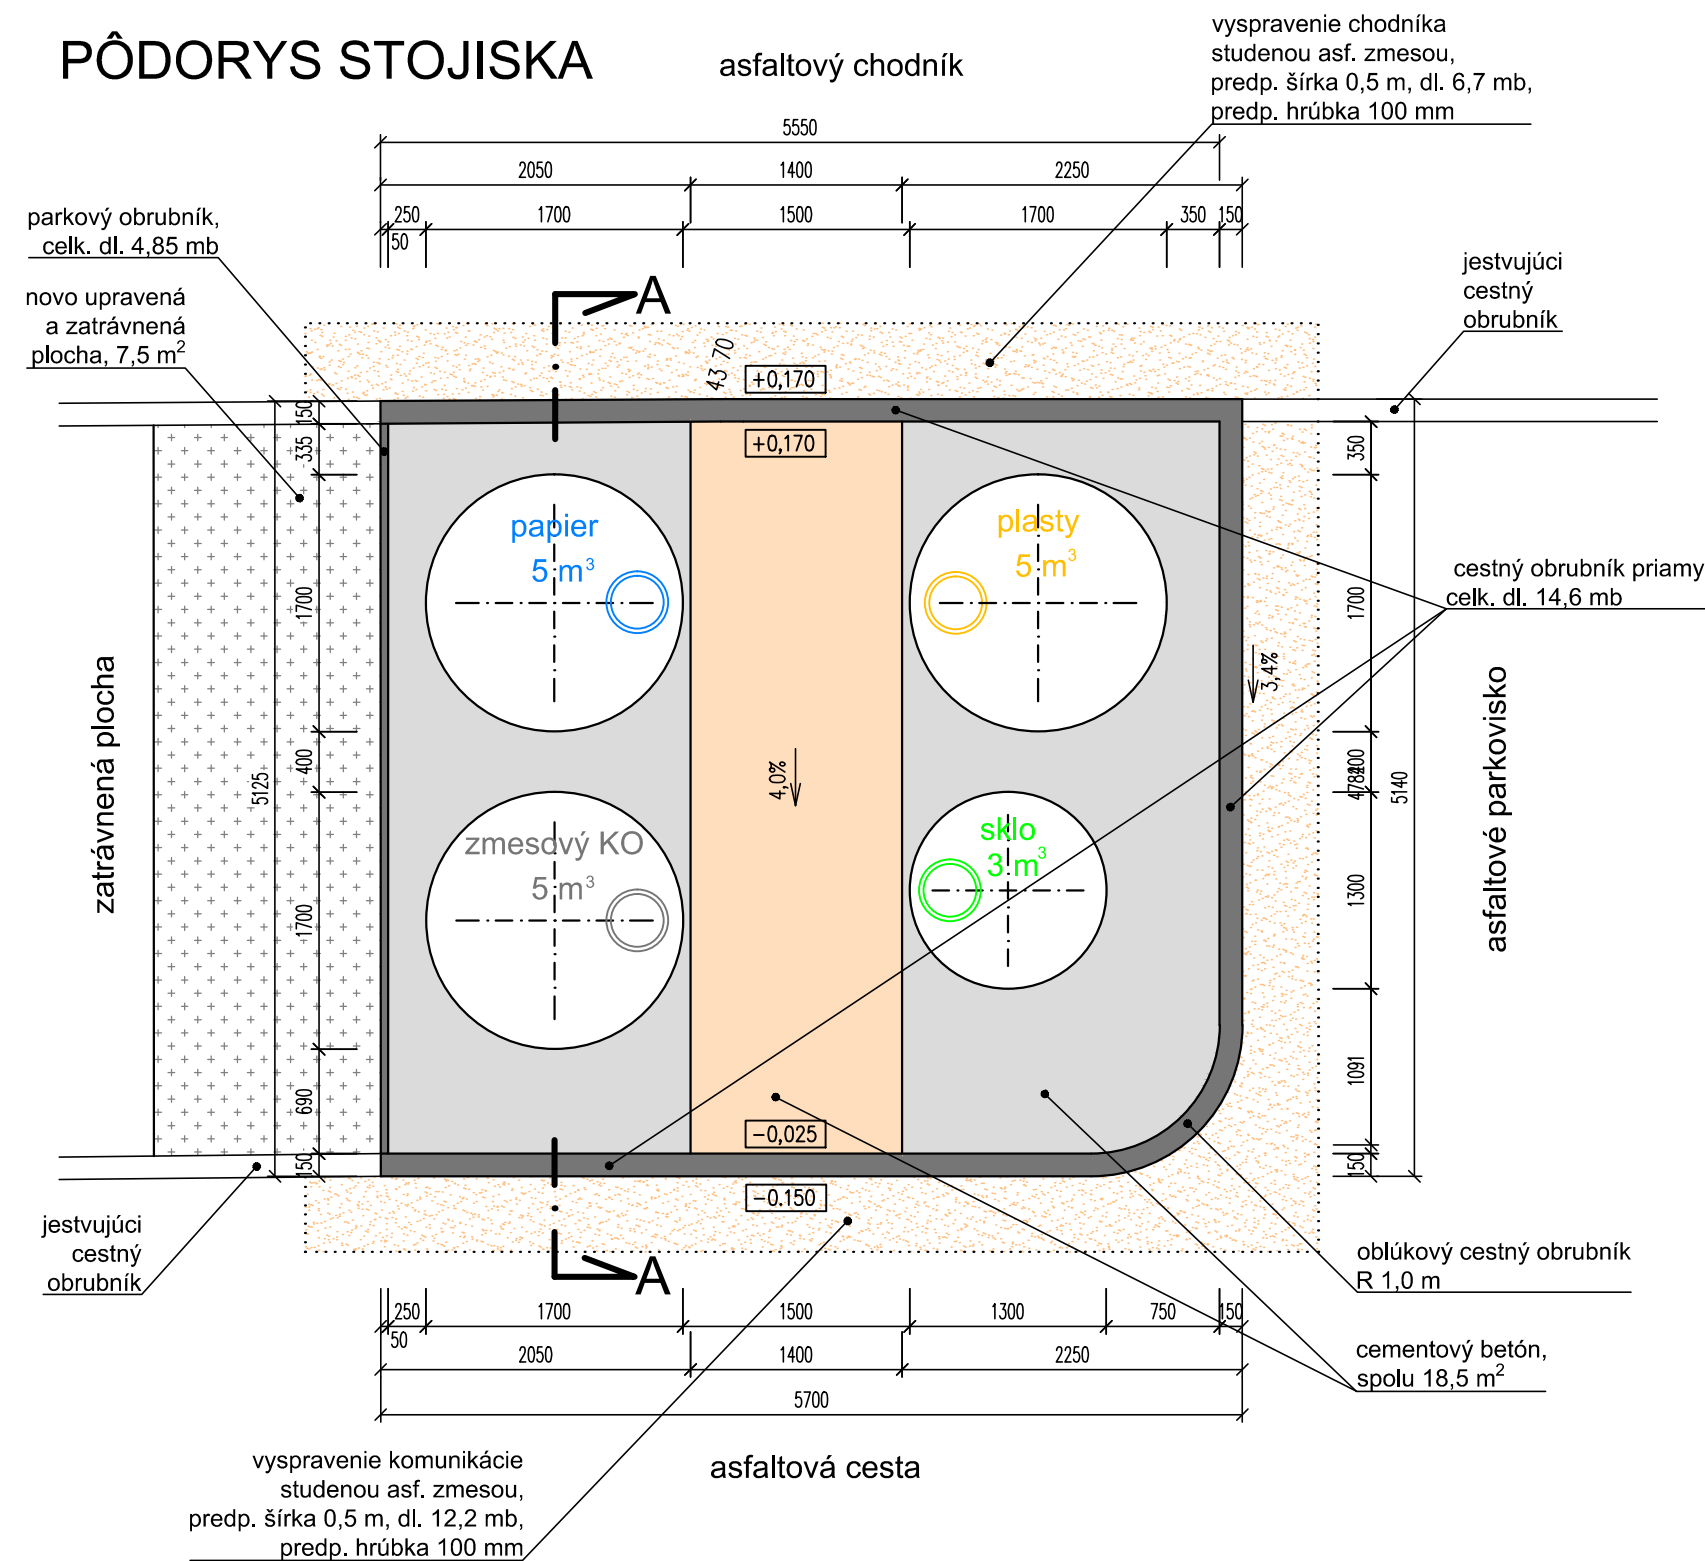 PÔDORYS STOJISKA
asfaltový chodník
vyspravenie chodníka
studenou asf. zmesou,
predp. šírka 0,5 m, dl. 6,7 mb,
predp. hrúbka 100 mm
5550
2050 1400 2250
250 1700 1500 1700 350 150
50
parkový obrubník,
celk. dl. 4,85 mb
novo upravená
a zatrávnená
plocha, 7,5 m²
jestvujúci
cestný
obrubník
A
43 70
+0,170
+0,170
150
335
1700
400
1700
690
150
5125
papier
5 m³
plasty
5 m³
zmesový KO
5 m³
sklo
3 m³
4,0%
3,4%
350
1700
1300
1091
150
5140
cestný obrubník priamy
celk. dl. 14,6 mb
zatrávnená plocha
asfaltové parkovisko
-0,025
-0.150
A
jestvujúci
cestný
obrubník
oblúkový cestný obrubník
R 1,0 m
cementový betón,
spolu 18,5 m²
250 1700 1500 1300 750 150
50
2050 1400 2250
5700
asfaltová cesta
vyspravenie komunikácie
studenou asf. zmesou,
predp. šírka 0,5 m, dl. 12,2 mb,
predp. hrúbka 100 mm